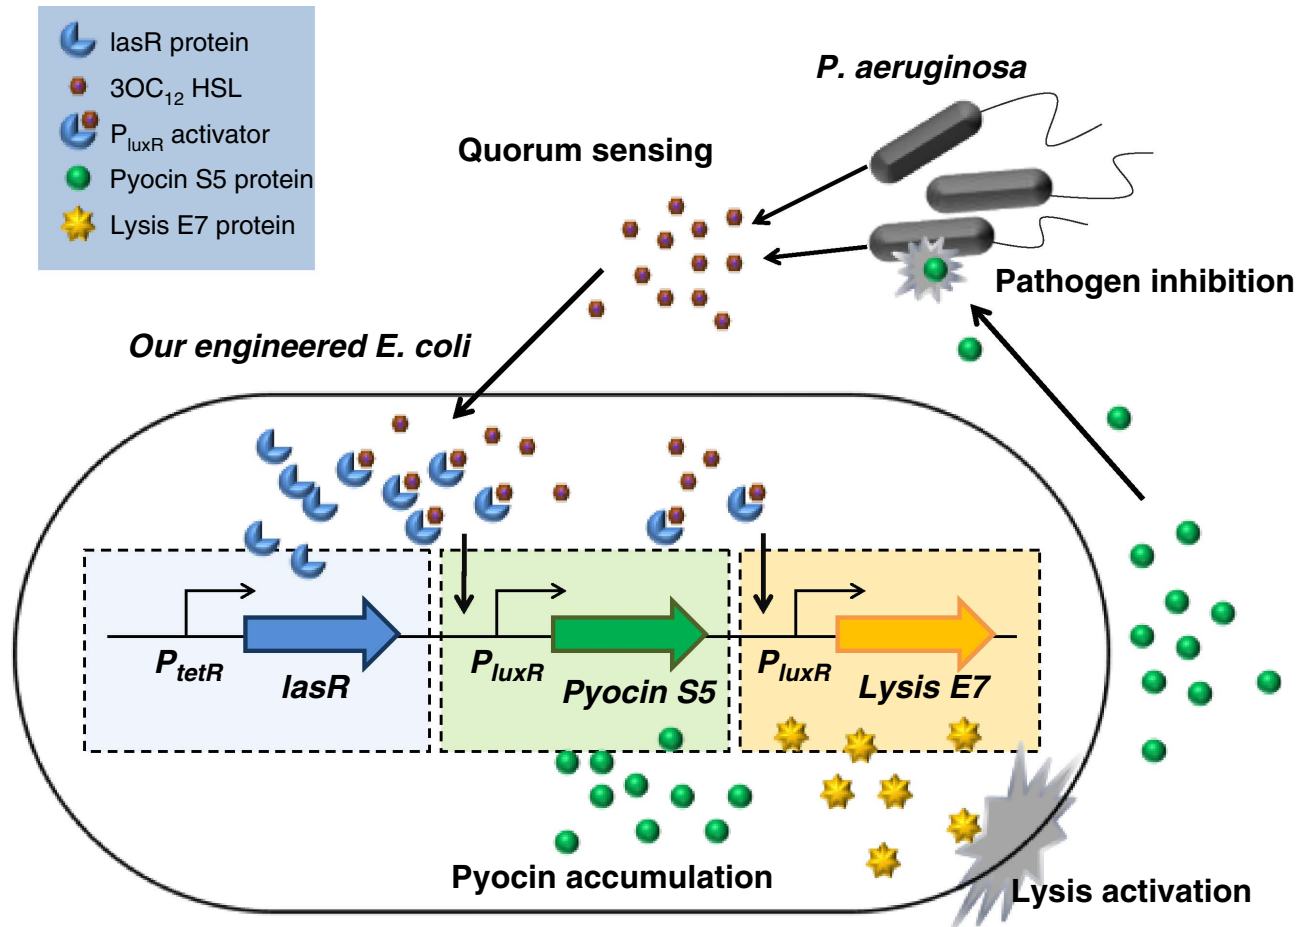 lasR protein
3OC12 HSL
PluxR activator
Pyocin S5 protein
Lysis E7 protein
P. aeruginosa
Quorum sensing
Pathogen inhibition
Our engineered E. coli
PtetR
lasR
PluxR
Pyocin S5
PluxR
Lysis E7
Pyocin accumulation
Lysis activation